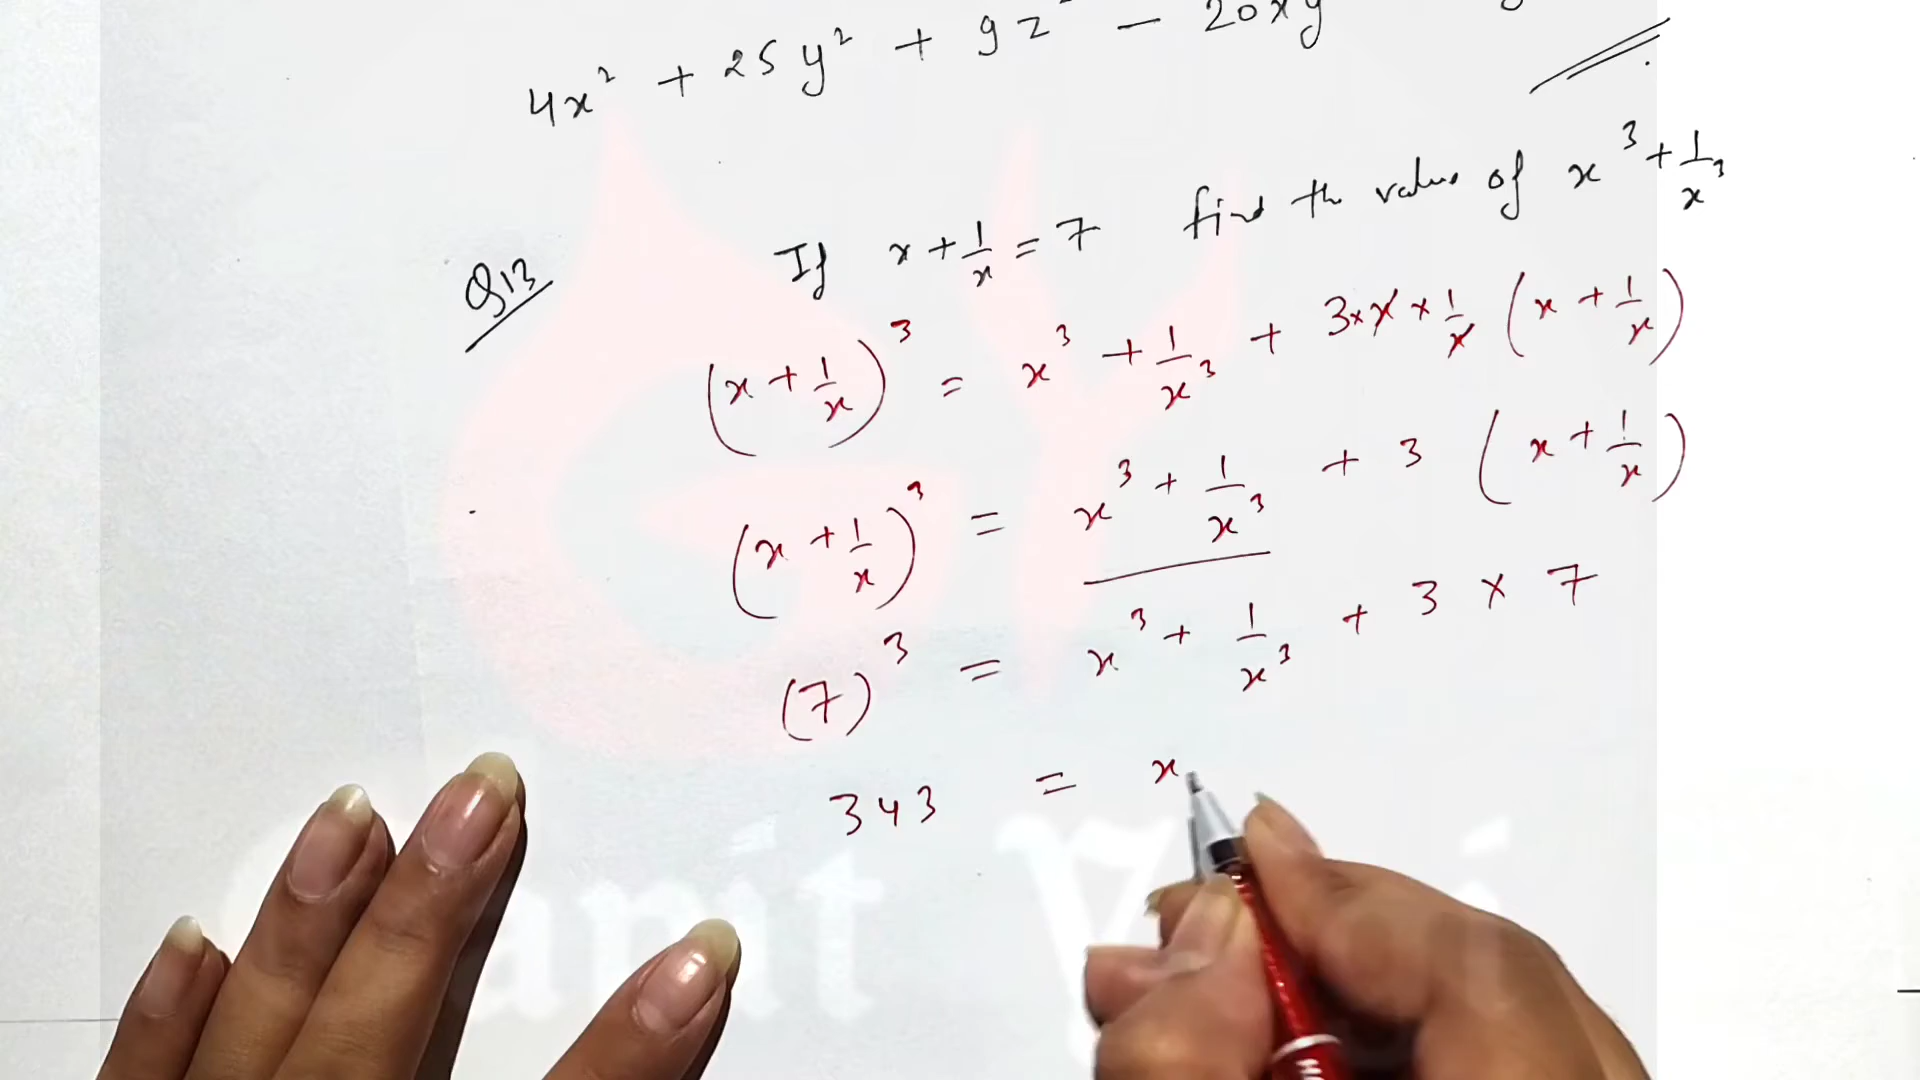 4x² + 25y² + 9z² - 20xy
Q13 If x + 1/x = 7 find the value of x³ + 1/x³
(x + 1/x)³ = x³ + 1/x³ + 3 × x × 1/x (x + 1/x)
(x + 1/x)³ = x³ + 1/x³ + 3 (x + 1/x)
(7)³ = x³ + 1/x³ + 3 × 7
343 = x